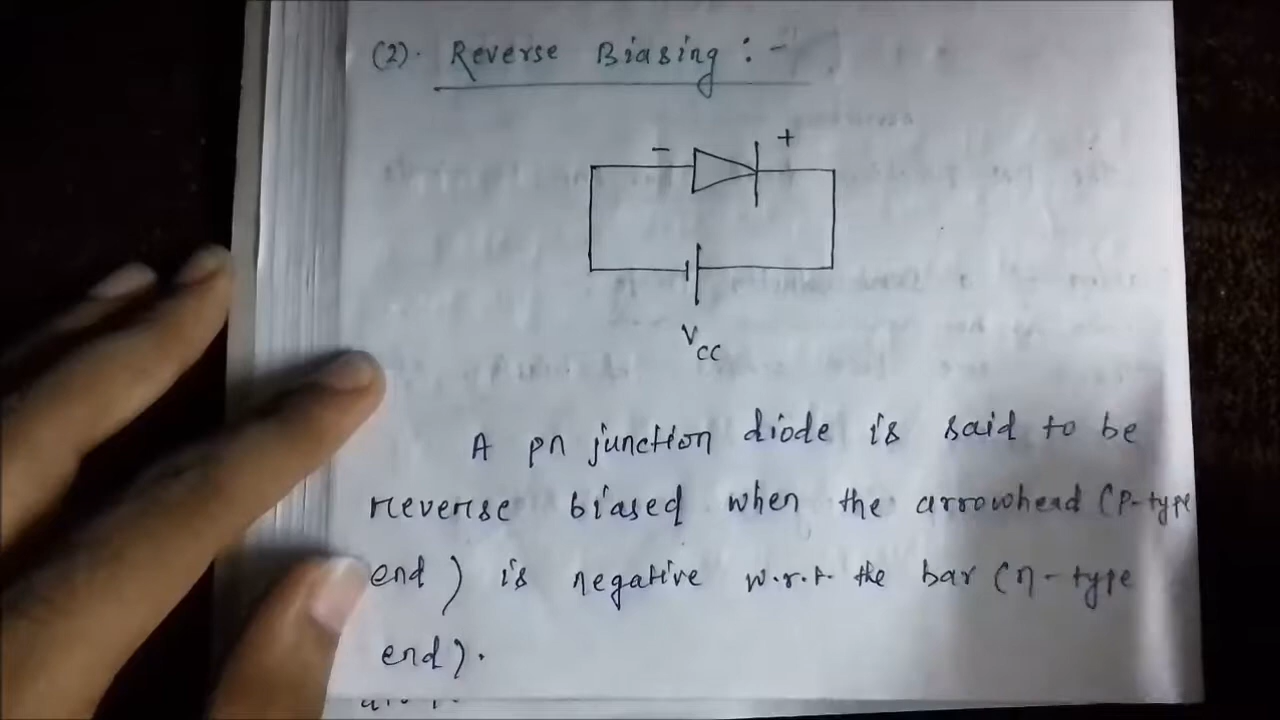 (2). Reverse Biasing : -
- +
V
CC
A pn junction diode is said to be
reverse biased when the arrowhead (P-type
end) is negative w.r.t. the bar (n-type
end).